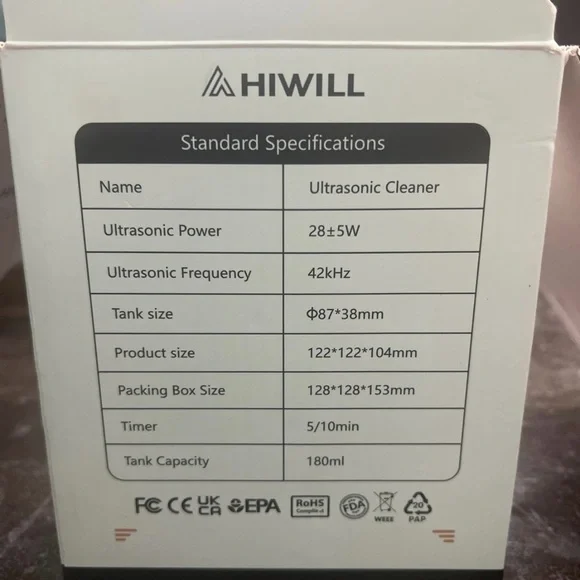 HIWILL
Standard Specifications
Name Ultrasonic Cleaner
Ultrasonic Power 28±5W
Ultrasonic Frequency 42kHz
Tank size Φ87*38mm
Product size 122*122*104mm
Packing Box Size 128*128*153mm
Timer 5/10min
Tank Capacity 180ml
FC CE UK CA EPA RoHS Compliant FDA WEEE 20 PAP